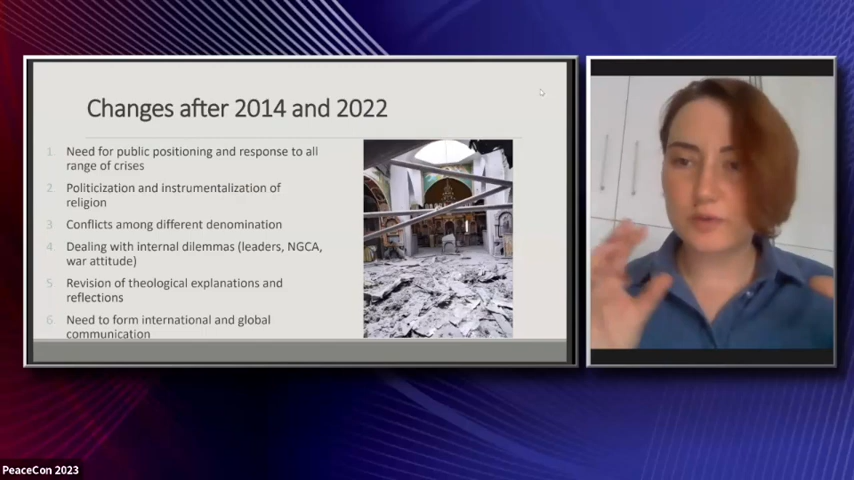 Changes after 2014 and 2022
1 Need for public positioning and response to all
range of crises
2 Politicization and instrumentalization of
religion
3 Conflicts among different denomination
4 Dealing with internal dilemmas (leaders, NGCA,
war attitude)
5 Revision of theological explanations and
reflections
6 Need to form international and global
communication
PeaceCon 2023